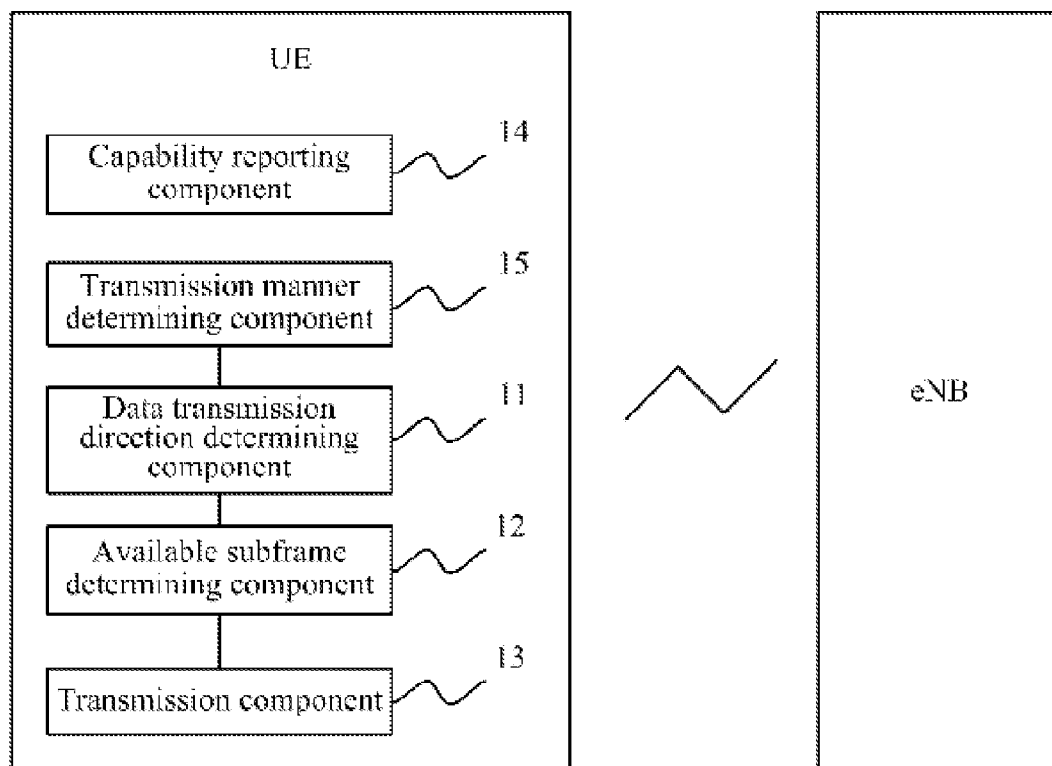 UE
14
Capability reporting
component
15
Transmission manner
determining component
11
Data transmission
direction determining
component
eNB
12
Available subframe
determining component
13
Transmission component